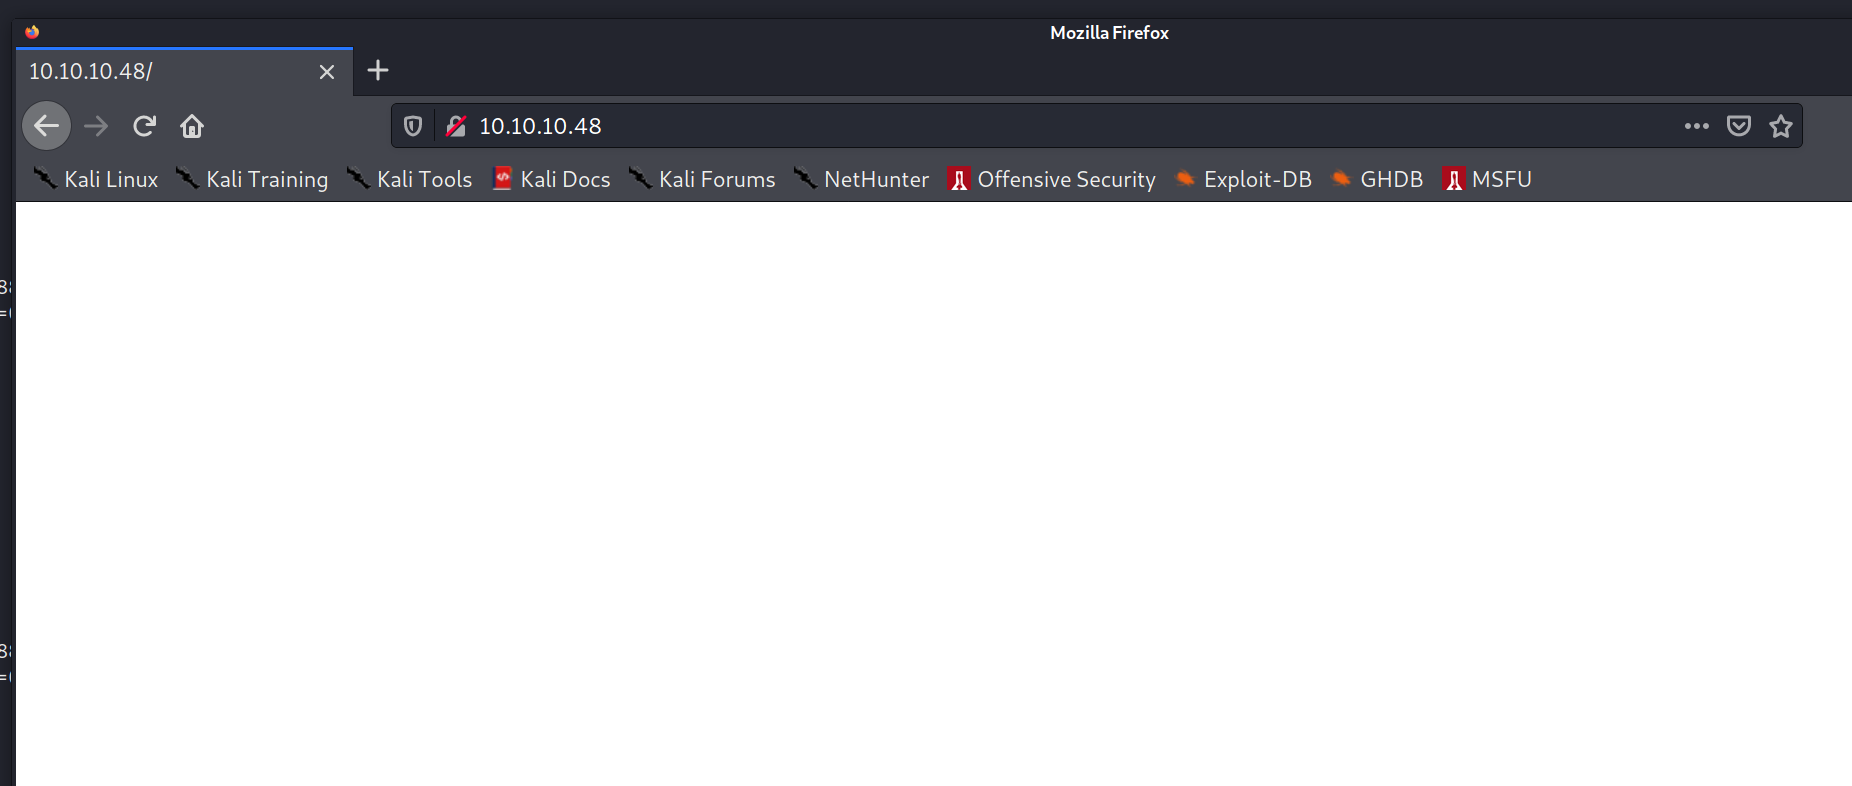 Mozilla Firefox
10.10.10.48/
10.10.10.48
Kali Linux Kali Training Kali Tools Kali Docs Kali Forums NetHunter Offensive Security Exploit-DB GHDB MSFU